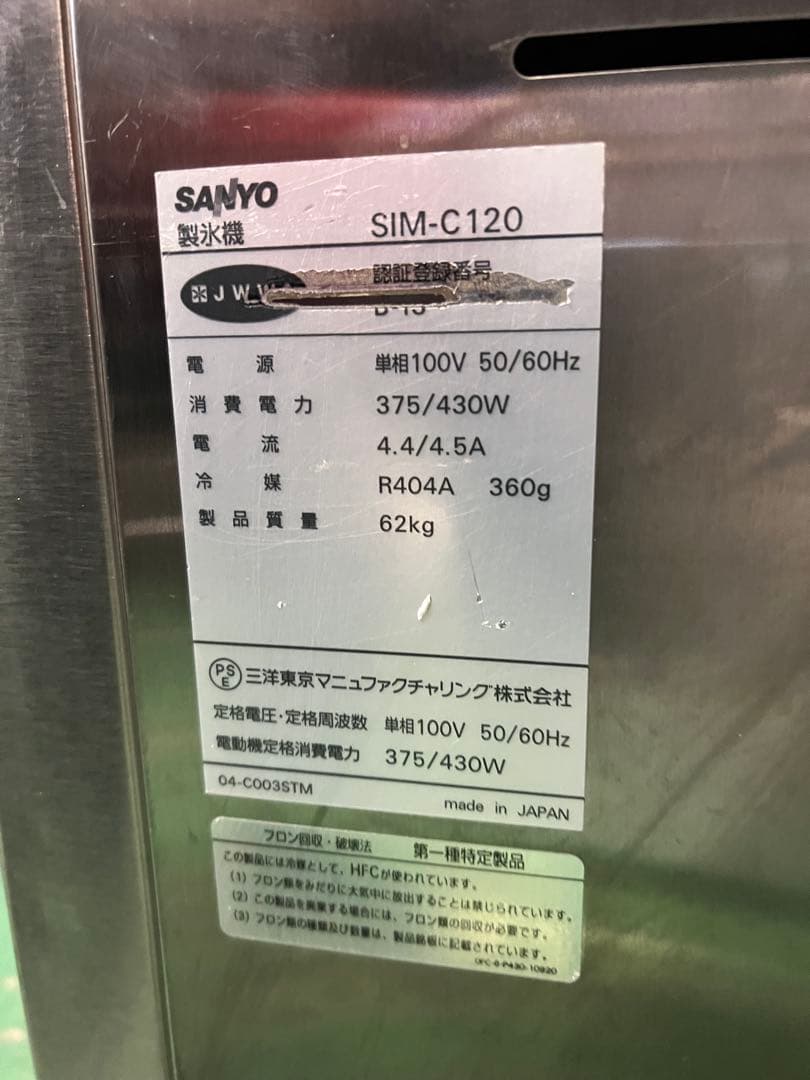 SANYO
製氷機 SIM-C120
JWW 認証登録番号
電源 単相100V 50/60Hz
消費電力 375/430W
電流 4.4/4.5A
冷媒 R404A 360g
製品質量 62kg
PSE 三洋東京マニュファクチャリング株式会社
定格電圧・定格周波数 単相100V 50/60Hz
電動機定格消費電力 375/430W
04-C003STM
made in JAPAN
フロン回収・破壊法 第一種特定製品
この製品には冷媒として、HFCが使われています。
(1) フロン類をみだりに大気中に放出することは禁じられています。
(2) この製品を廃棄する場合には、フロン類の回収が必要です。
(3) フロン類の種類及び数量は、製品銘板に記載されています。